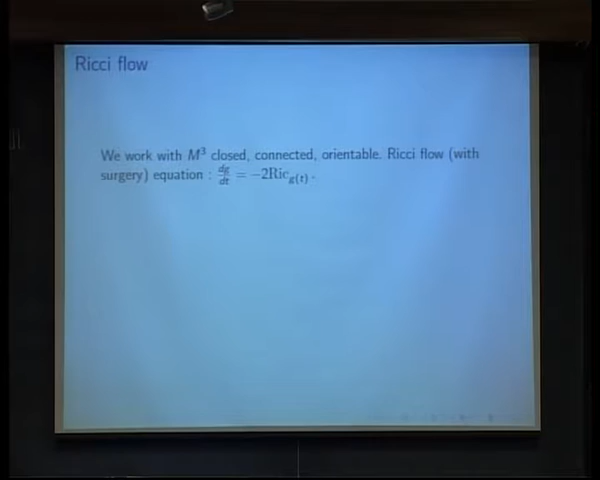 Ricci flow
We work with M³ closed, connected, orientable. Ricci flow (with
surgery) equation : dg/dt = −2Ric_g(t).